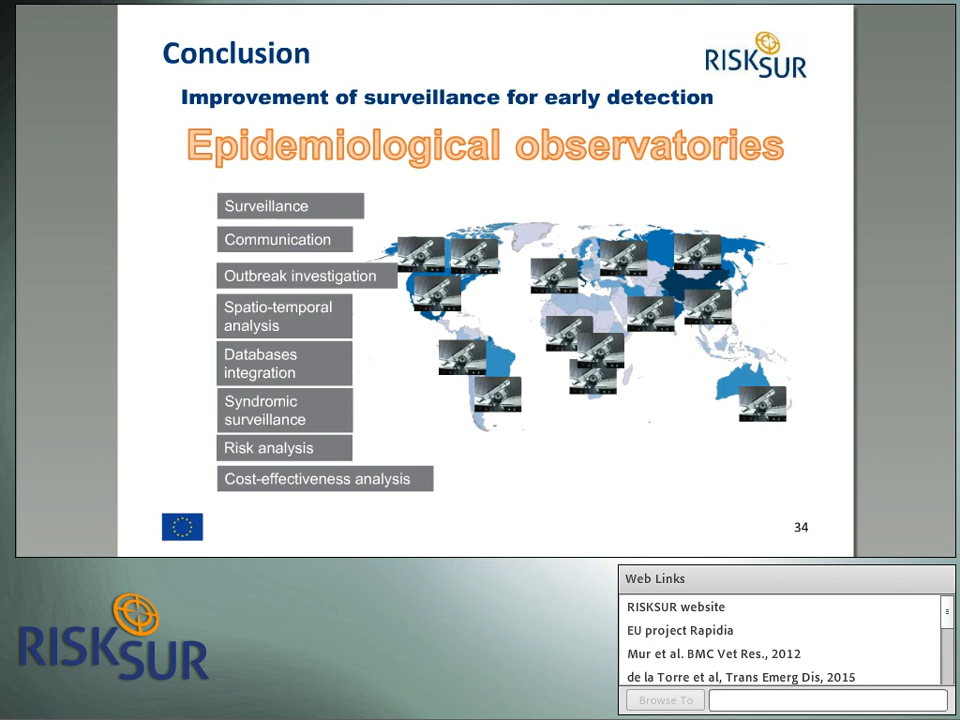 Conclusion
RISKSUR
Improvement of surveillance for early detection
Epidemiological observatories
Surveillance
Communication
Outbreak investigation
Spatio-temporal
analysis
Databases
integration
Syndromic
surveillance
Risk analysis
Cost-effectiveness analysis
34
RISKSUR
Web Links
RISKSUR website
EU project Rapidia
Mur et al. BMC Vet Res., 2012
de la Torre et al, Trans Emerg Dis, 2015
Browse To